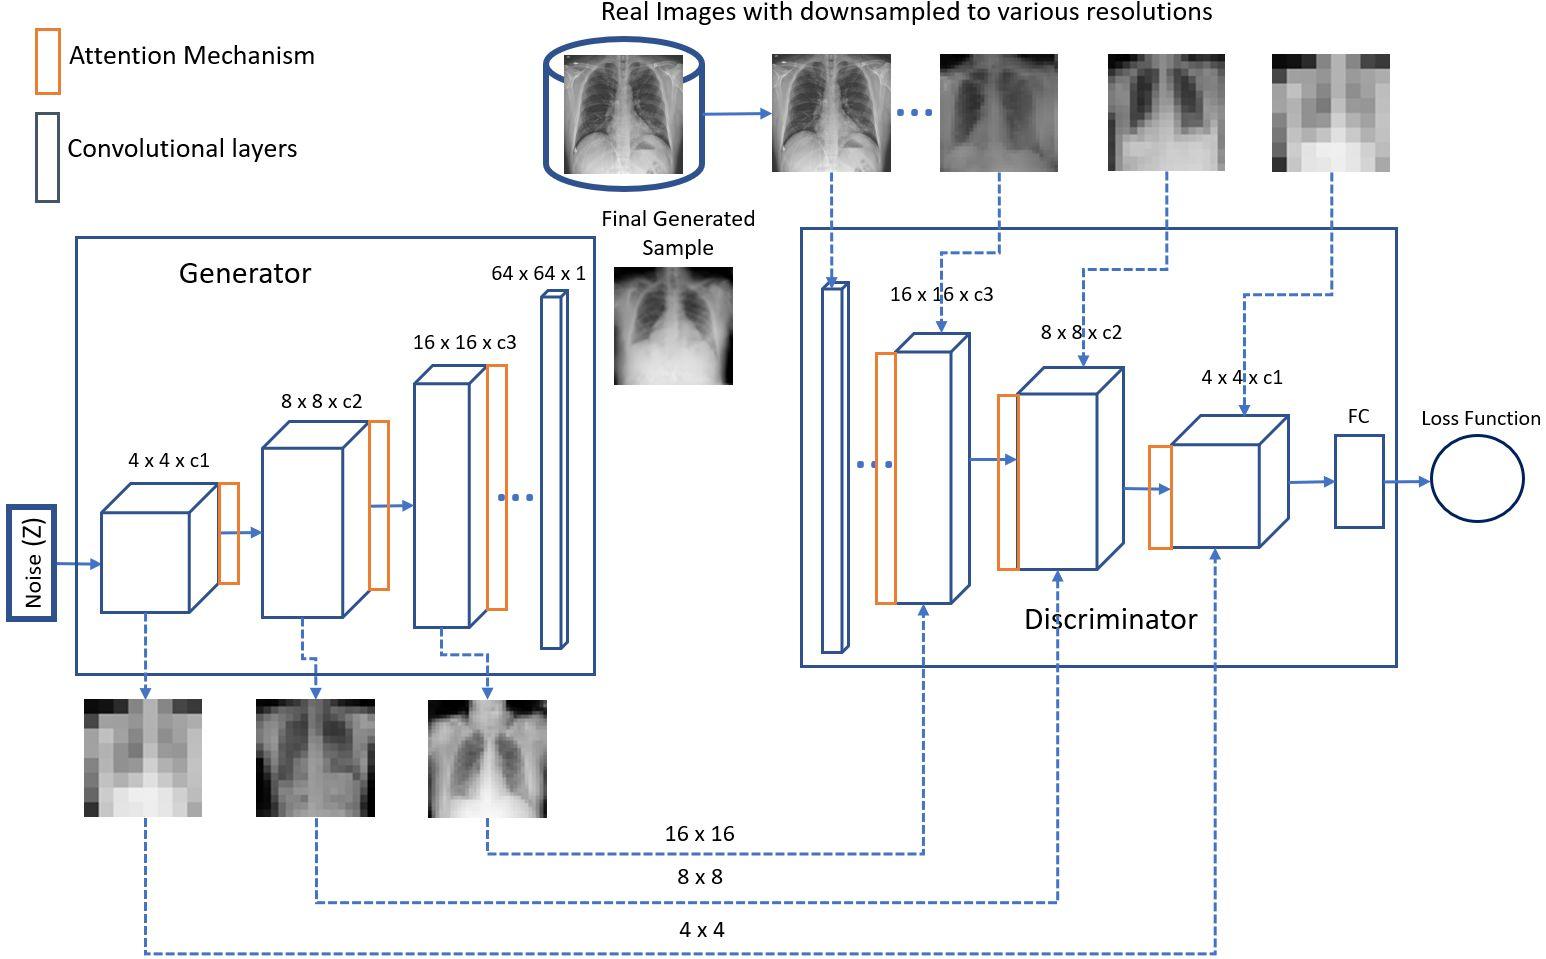 Real Images with downsampled to various resolutions
Attention Mechanism
Convolutional layers
Final Generated
Sample
Generator
64 x 64 x 1
16 x 16 x c3
8 x 8 x c2
4 x 4 x c1
Noise (Z)
16 x 16 x c3
8 x 8 x c2
4 x 4 x c1
FC
Loss Function
Discriminator
16 x 16
8 x 8
4 x 4